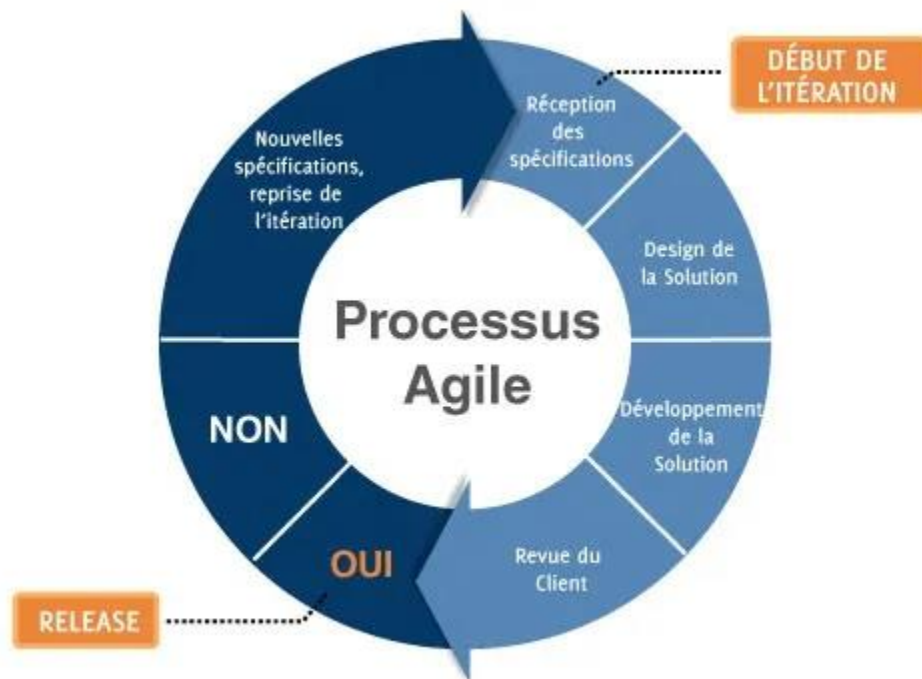 DÉBUT DE
L'ITÉRATION
Réception
des
spécifications
Design de
la Solution
Développement
de la
Solution
Revue du
Client
OUI
RELEASE
NON
Nouvelles
spécifications,
reprise de
l'itération
Processus
Agile